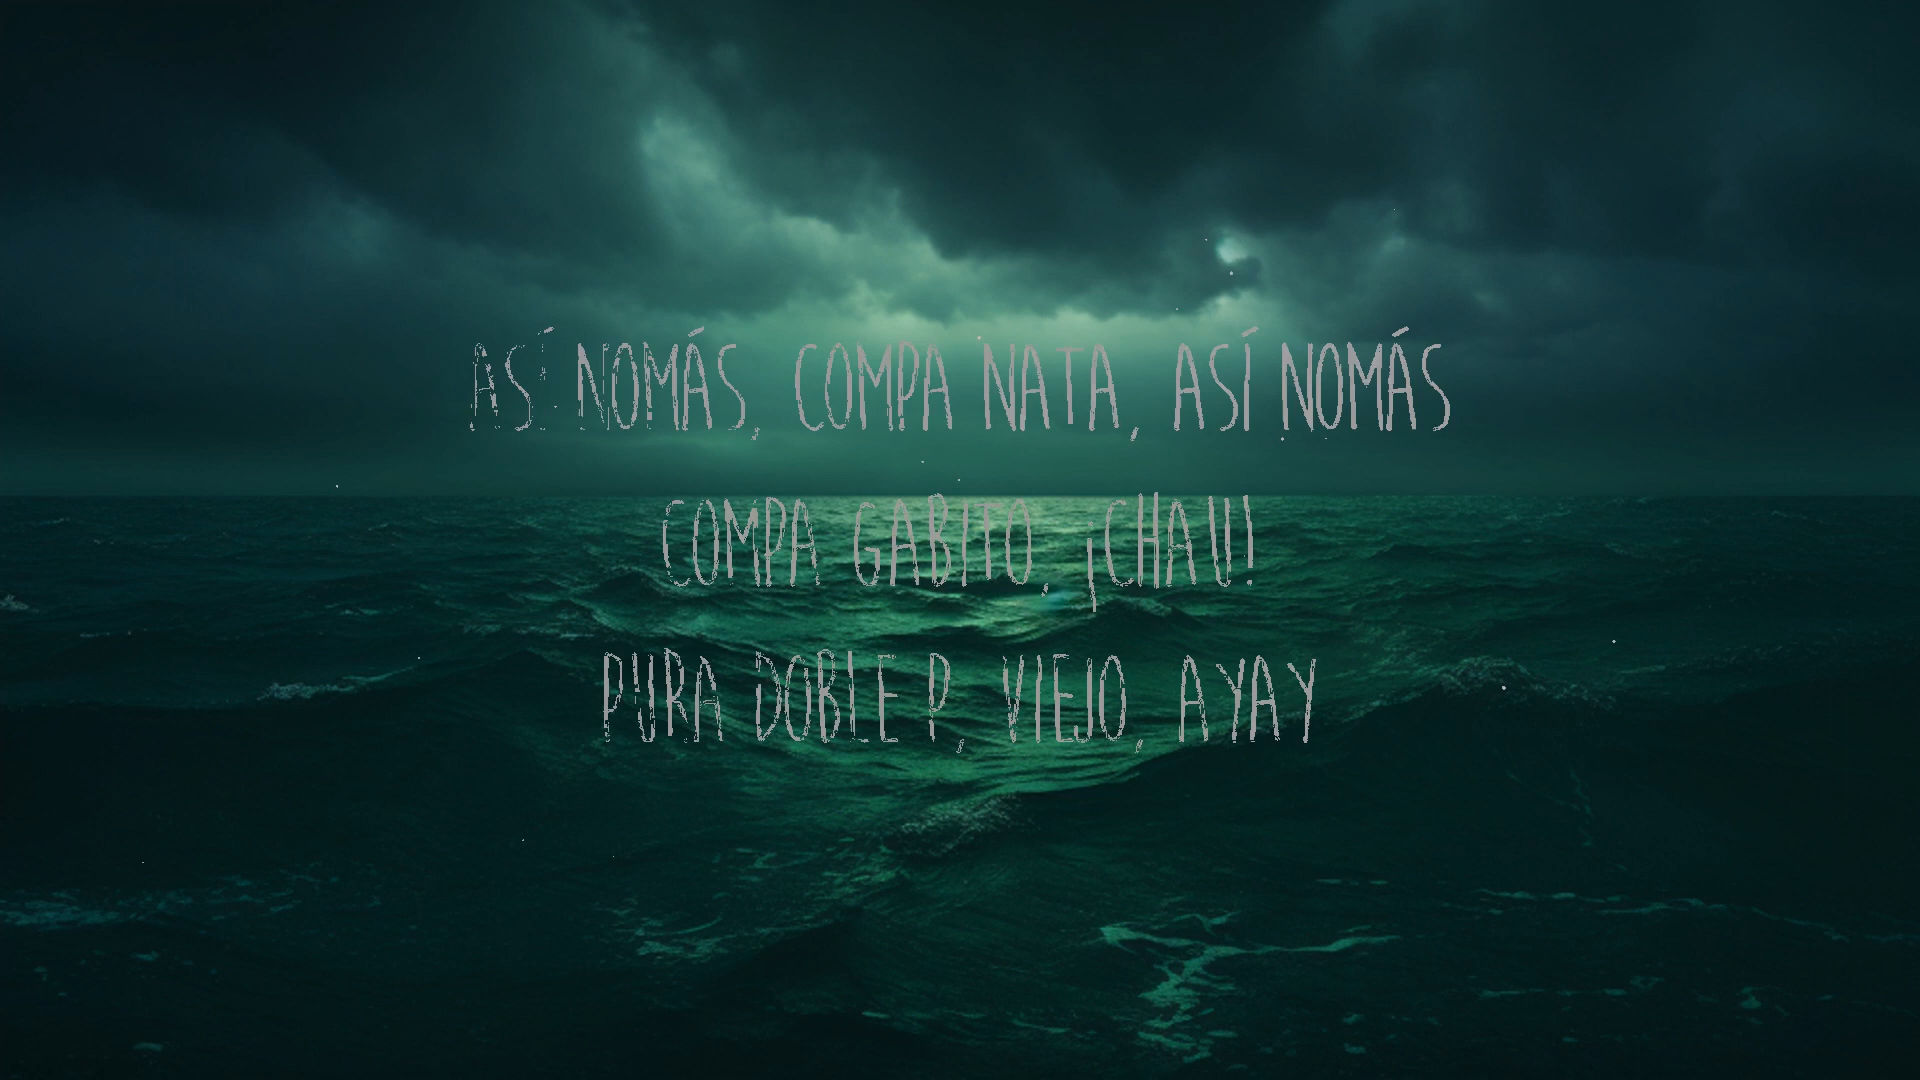 ASÍ NOMÁS, COMPA NATA, ASÍ NOMÁS
COMPA GABITO, ¡CHAU!
PURA DOBLE P, VIEJO, AYAY